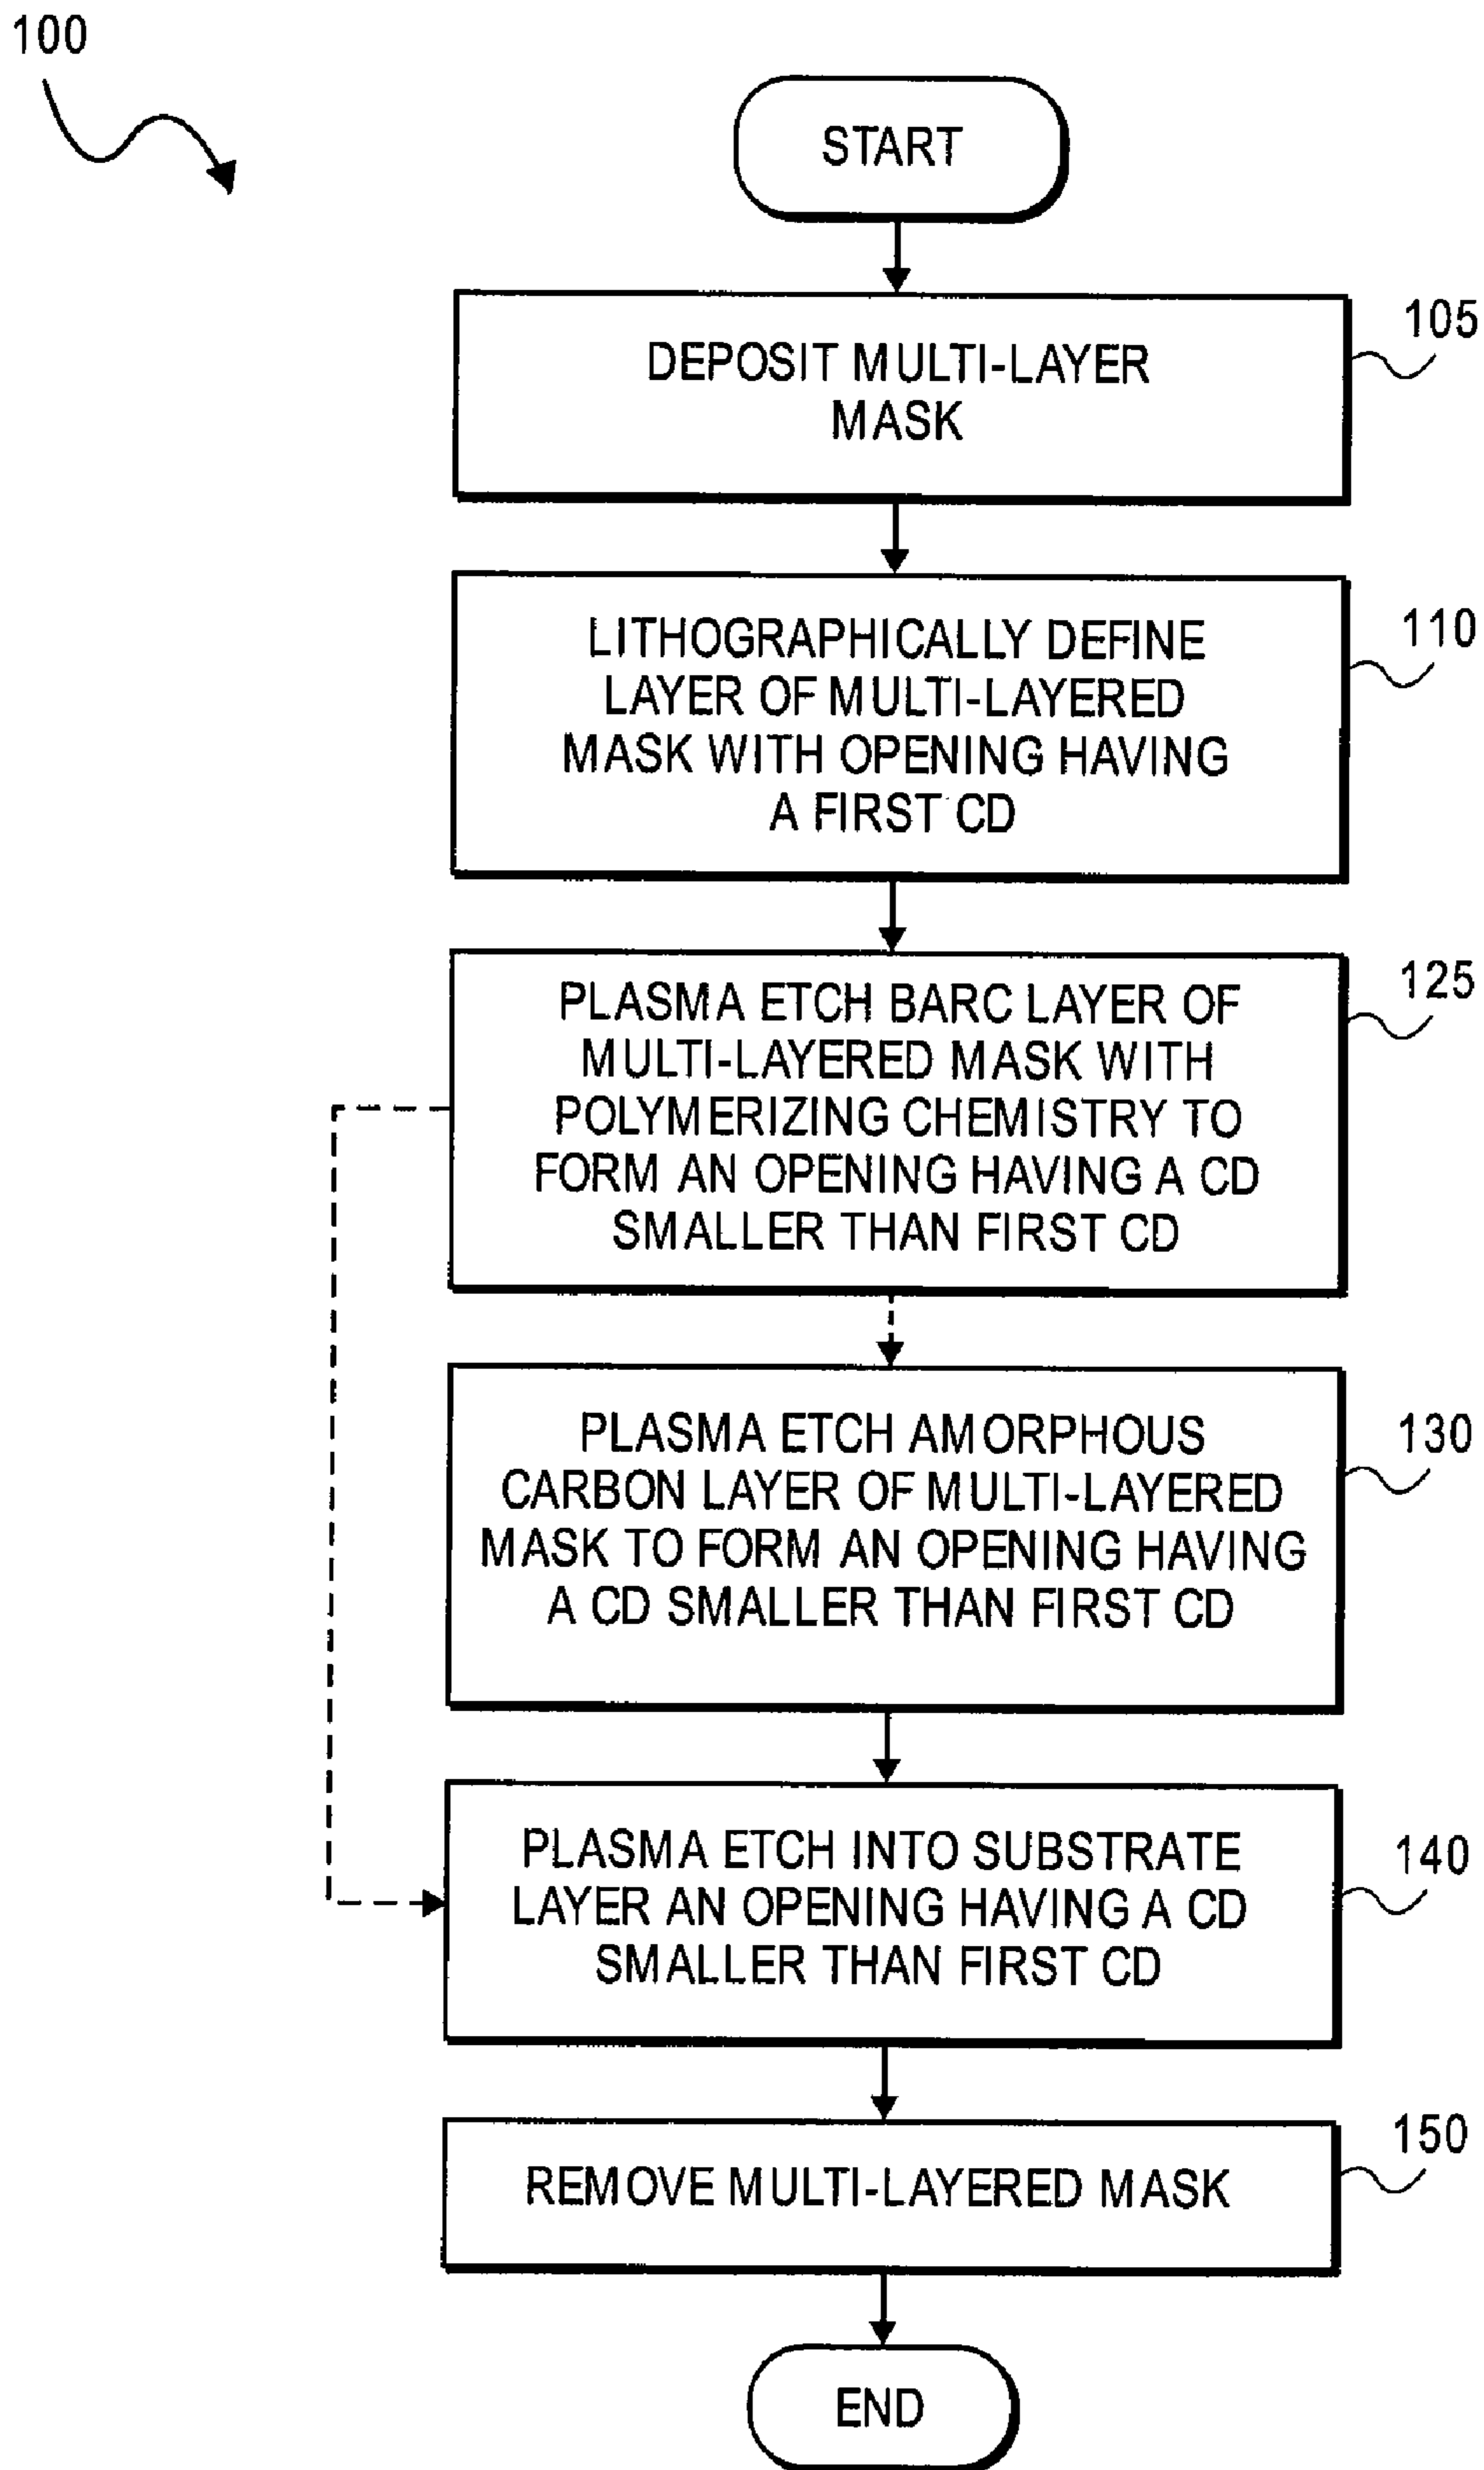 100
START
DEPOSIT MULTI-LAYER
MASK
105
LITHOGRAPHICALLY DEFINE
LAYER OF MULTI-LAYERED
MASK WITH OPENING HAVING
A FIRST CD
110
PLASMA ETCH BARC LAYER OF
MULTI-LAYERED MASK WITH
POLYMERIZING CHEMISTRY TO
FORM AN OPENING HAVING A CD
SMALLER THAN FIRST CD
125
PLASMA ETCH AMORPHOUS
CARBON LAYER OF MULTI-LAYERED
MASK TO FORM AN OPENING HAVING
A CD SMALLER THAN FIRST CD
130
PLASMA ETCH INTO SUBSTRATE
LAYER AN OPENING HAVING A CD
SMALLER THAN FIRST CD
140
REMOVE MULTI-LAYERED MASK
150
END